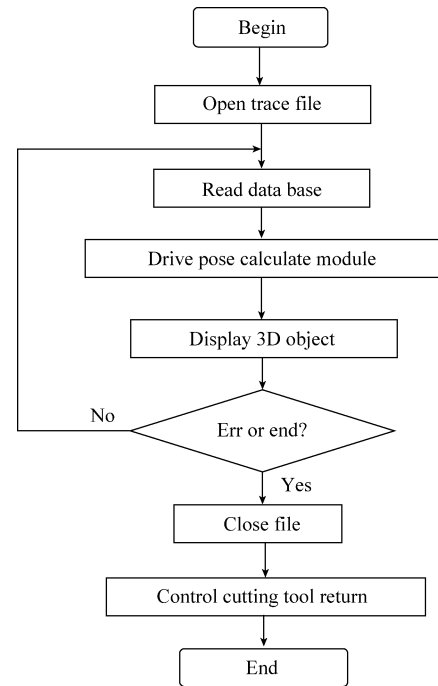 Begin
Open trace file
Read data base
Drive pose calculate module
Display 3D object
No
Err or end?
Yes
Close file
Control cutting tool return
End